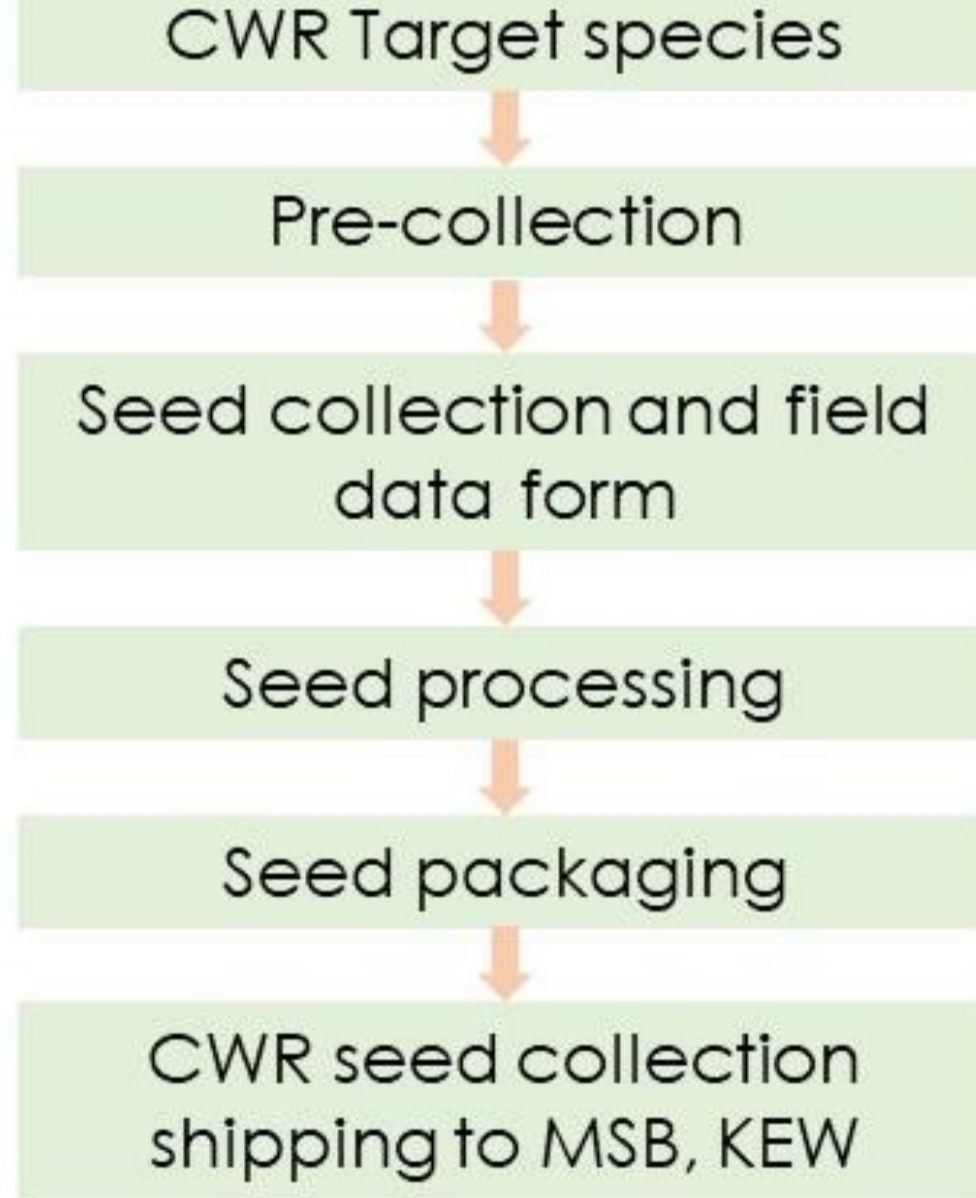 CWR Target species
Pre-collection
Seed collection and field
data form
Seed processing
Seed packaging
CWR seed collection
shipping to MSB, KEW